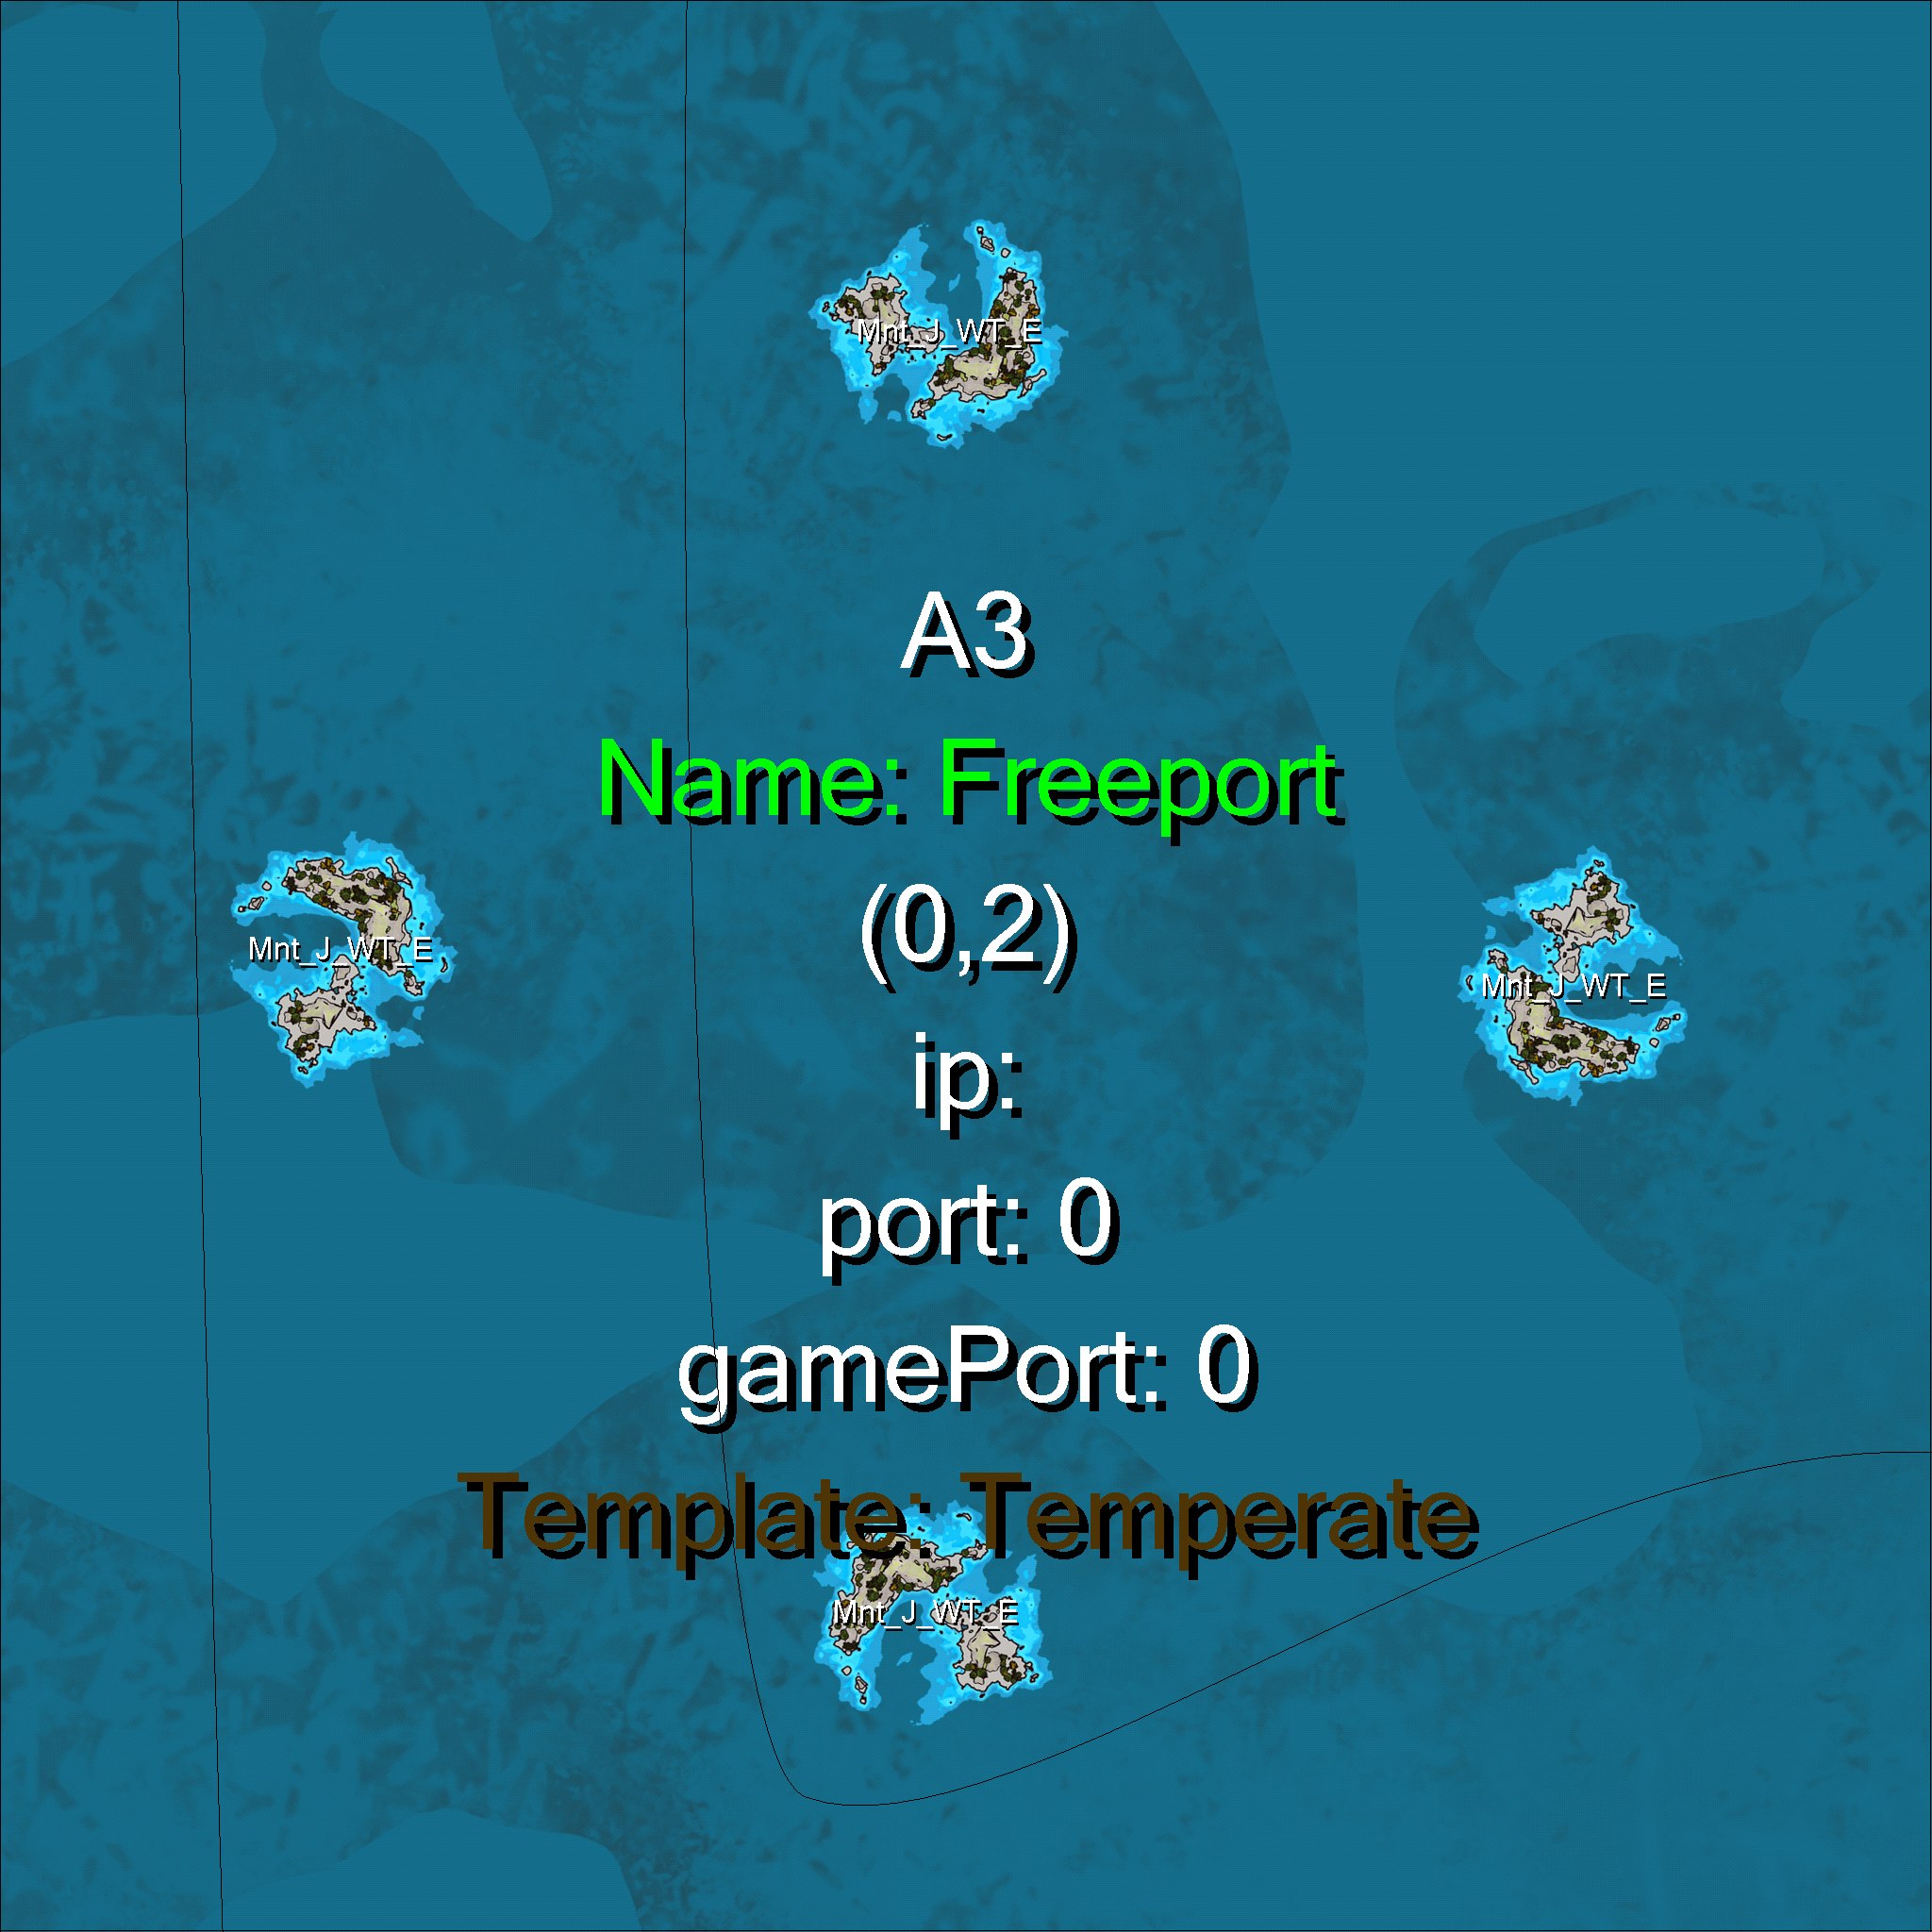 Mnt_J_WT_E
A3
Name: Freeport
(0,2)
Mnt_J_WT_E
Mnt_J_WT_E
ip:
port: 0
gamePort: 0
Template: Temperate
Mnt_J_WT_E